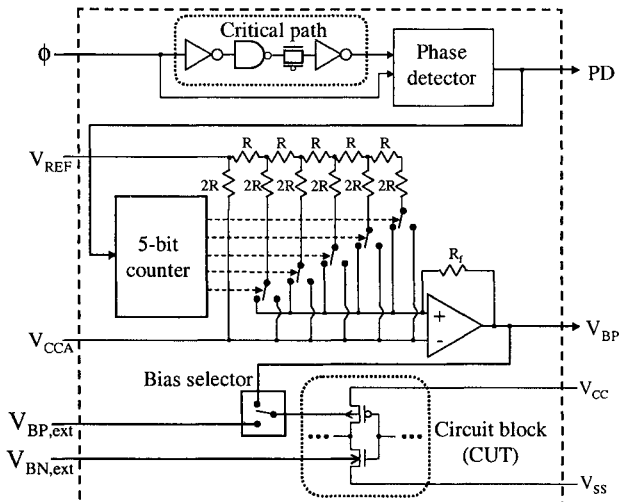 Critical path
ϕ
Phase
detector
PD
R R R R R
V_REF
2R 2R 2R 2R 2R 2R
5-bit
counter
R_f
+
-
V_CCA
V_BP
Bias selector
V_CC
V_BP,ext
Circuit block
(CUT)
V_BN,ext
V_SS